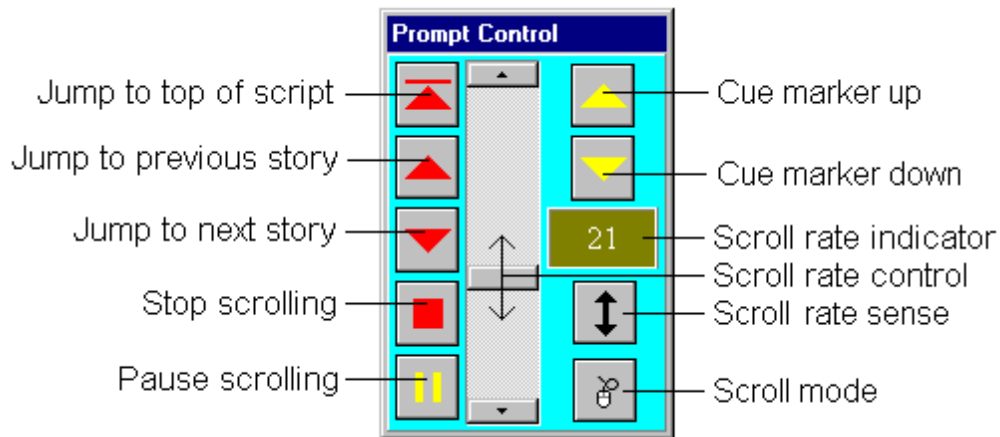 Prompt Control
Jump to top of script
Cue marker up
Jump to previous story
Cue marker down
Jump to next story
21
Scroll rate indicator
Scroll rate control
Stop scrolling
Scroll rate sense
Pause scrolling
Scroll mode